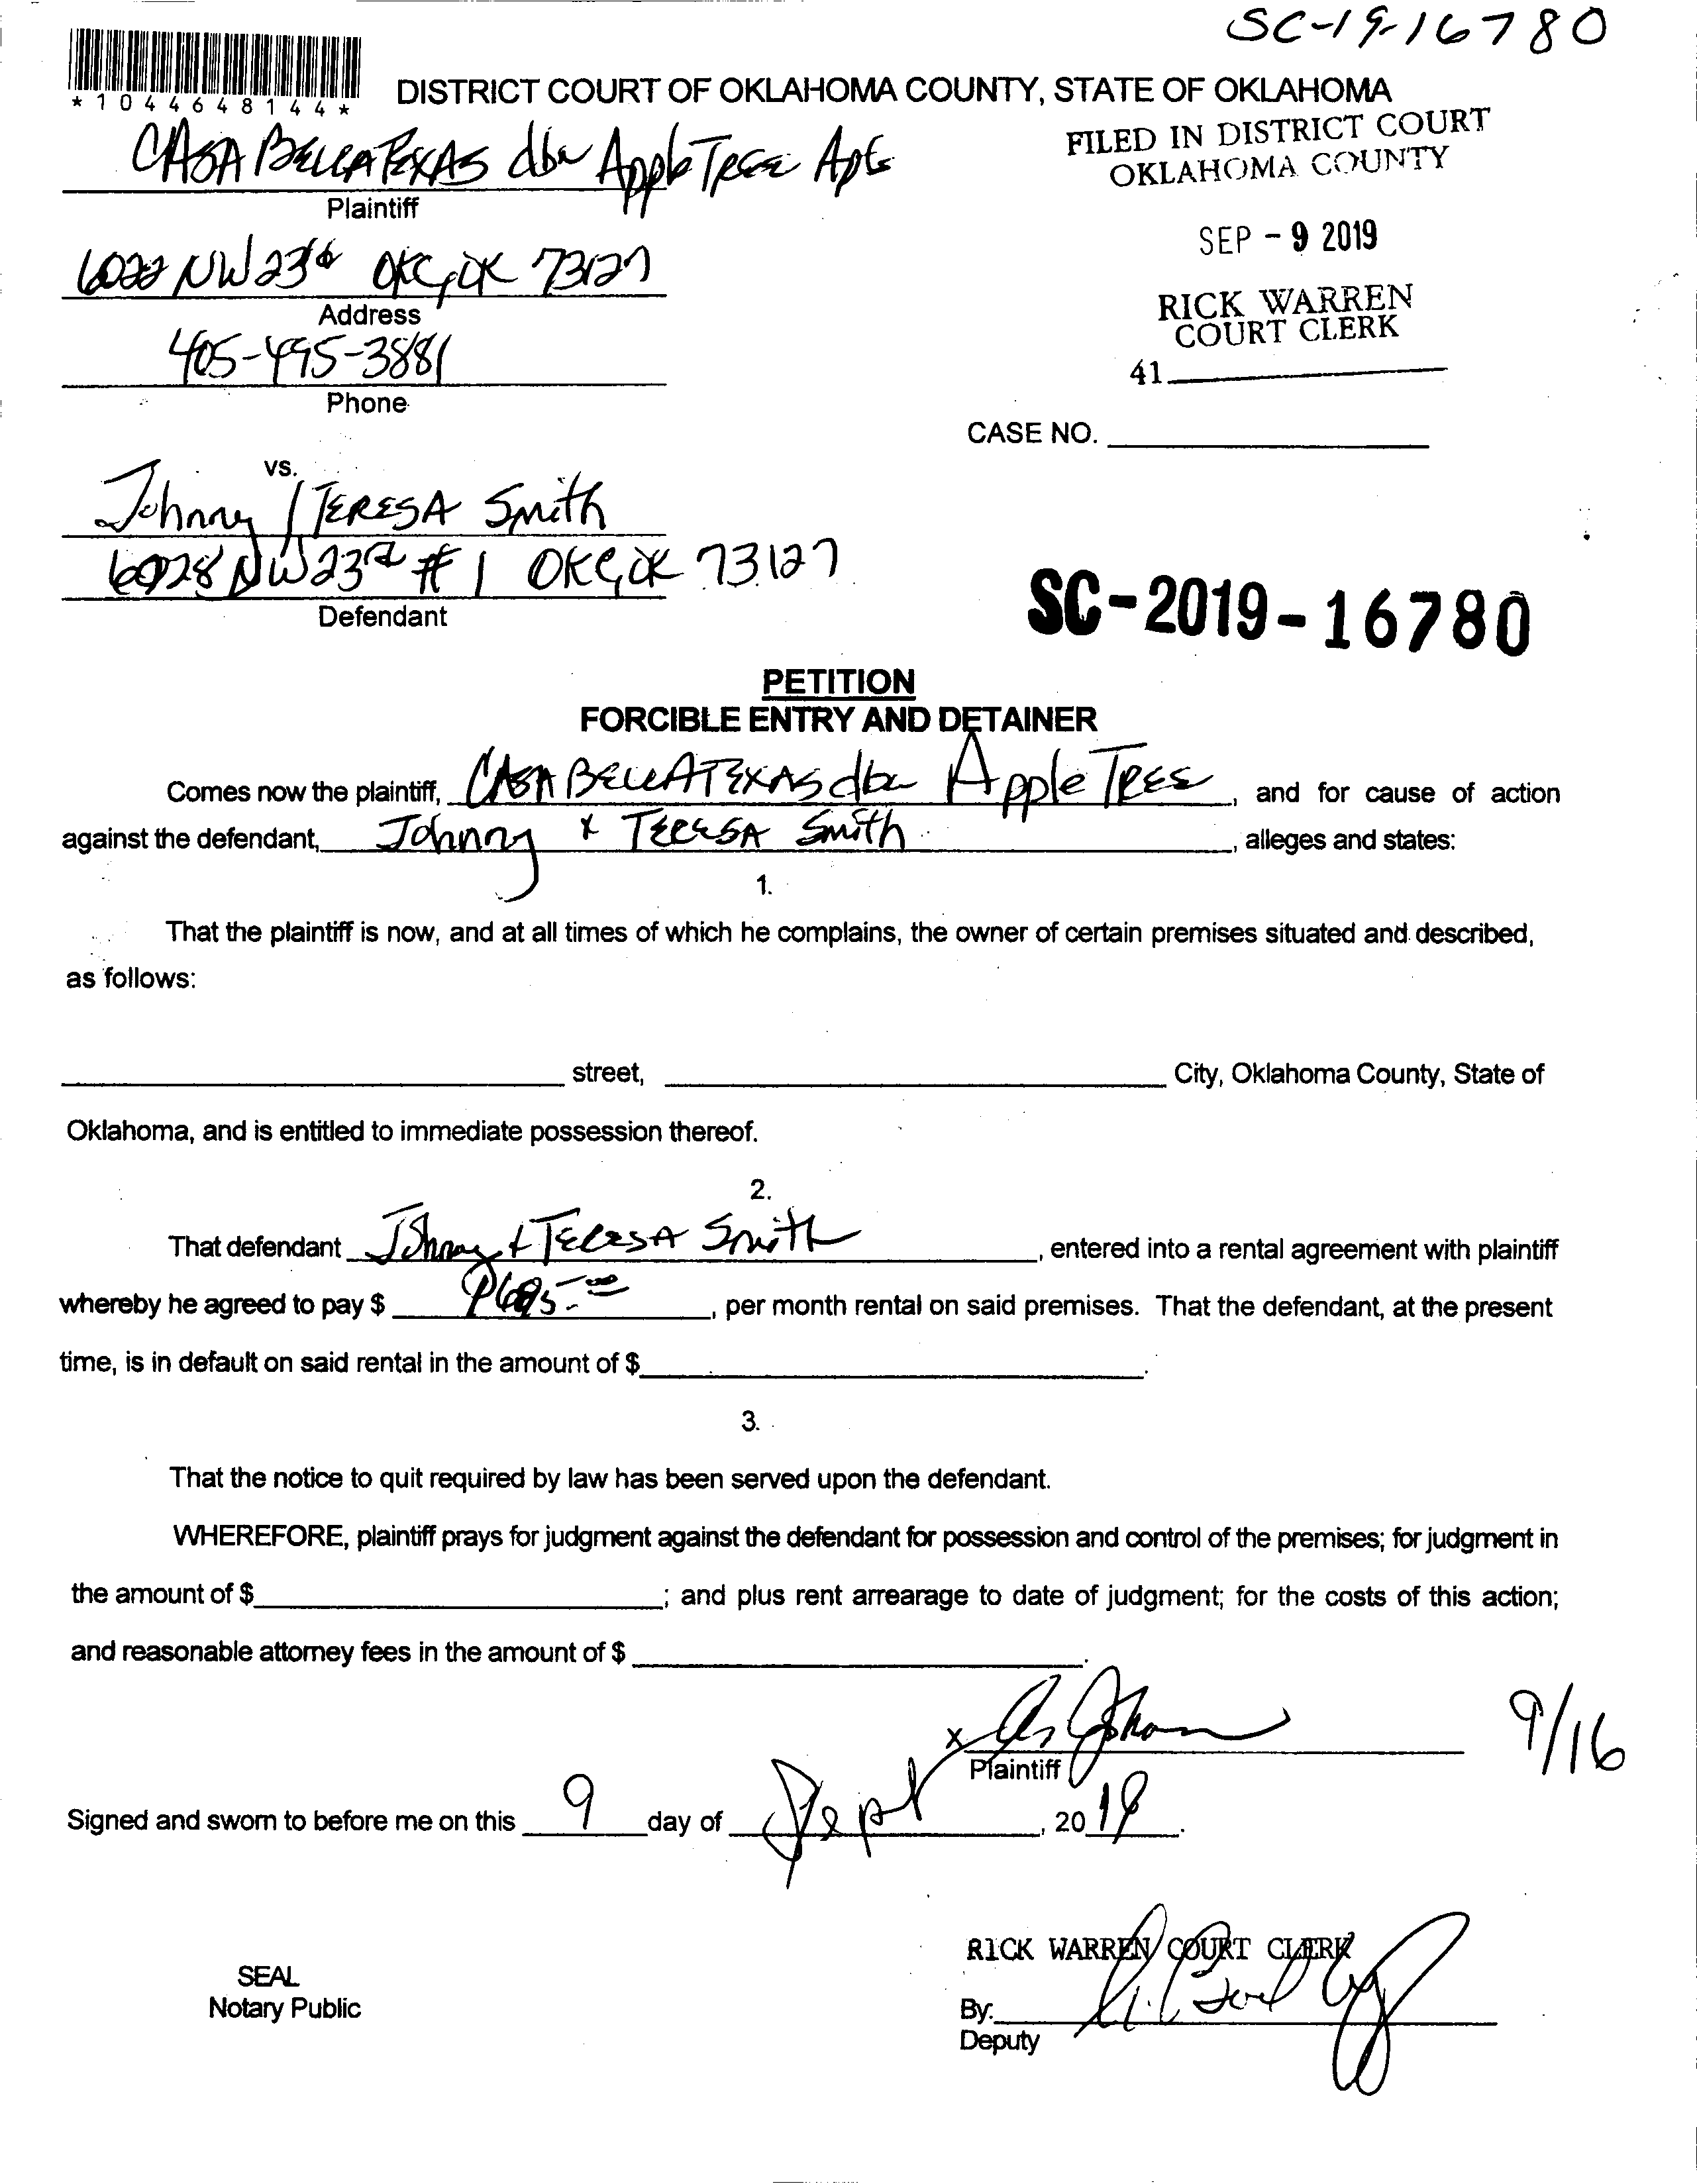 SC-19-16780
*1044648144*
DISTRICT COURT OF OKLAHOMA COUNTY, STATE OF OKLAHOMA
CASA BELLA TEXAS dba Apple Tree Apts
Plaintiff
FILED IN DISTRICT COURT
OKLAHOMA COUNTY
SEP - 9 2019
RICK WARREN
COURT CLERK
41
6022 NW 23rd OKC, OK 73127
Address
405-495-3881
Phone
CASE NO.
vs.
Johnny / TERESA Smith
6028 NW 23rd # 1 OKC, OK 73127
Defendant
SC-2019-16780
PETITION
FORCIBLE ENTRY AND DETAINER
Comes now the plaintiff, CASA BELLA TEXAS dba Apple TREE, and for cause of action
against the defendant, Johnny & TERESA Smith, alleges and states:
1.
That the plaintiff is now, and at all times of which he complains, the owner of certain premises situated and described,
as follows:
street, City, Oklahoma County, State of
Oklahoma, and is entitled to immediate possession thereof.
2.
That defendant Johnny & TERESA Smith, entered into a rental agreement with plaintiff
whereby he agreed to pay $, per month rental on said premises. That the defendant, at the present
time, is in default on said rental in the amount of $.
3.
That the notice to quit required by law has been served upon the defendant.
WHEREFORE, plaintiff prays for judgment against the defendant for possession and control of the premises; for judgment in
the amount of $; and plus rent arrearage to date of judgment; for the costs of this action;
and reasonable attorney fees in the amount of $.
x
Plaintiff
9/16
Signed and sworn to before me on this 9 day of Sept, 2019.
RICK WARREN COURT CLERK
SEAL
Notary Public
By:
Deputy